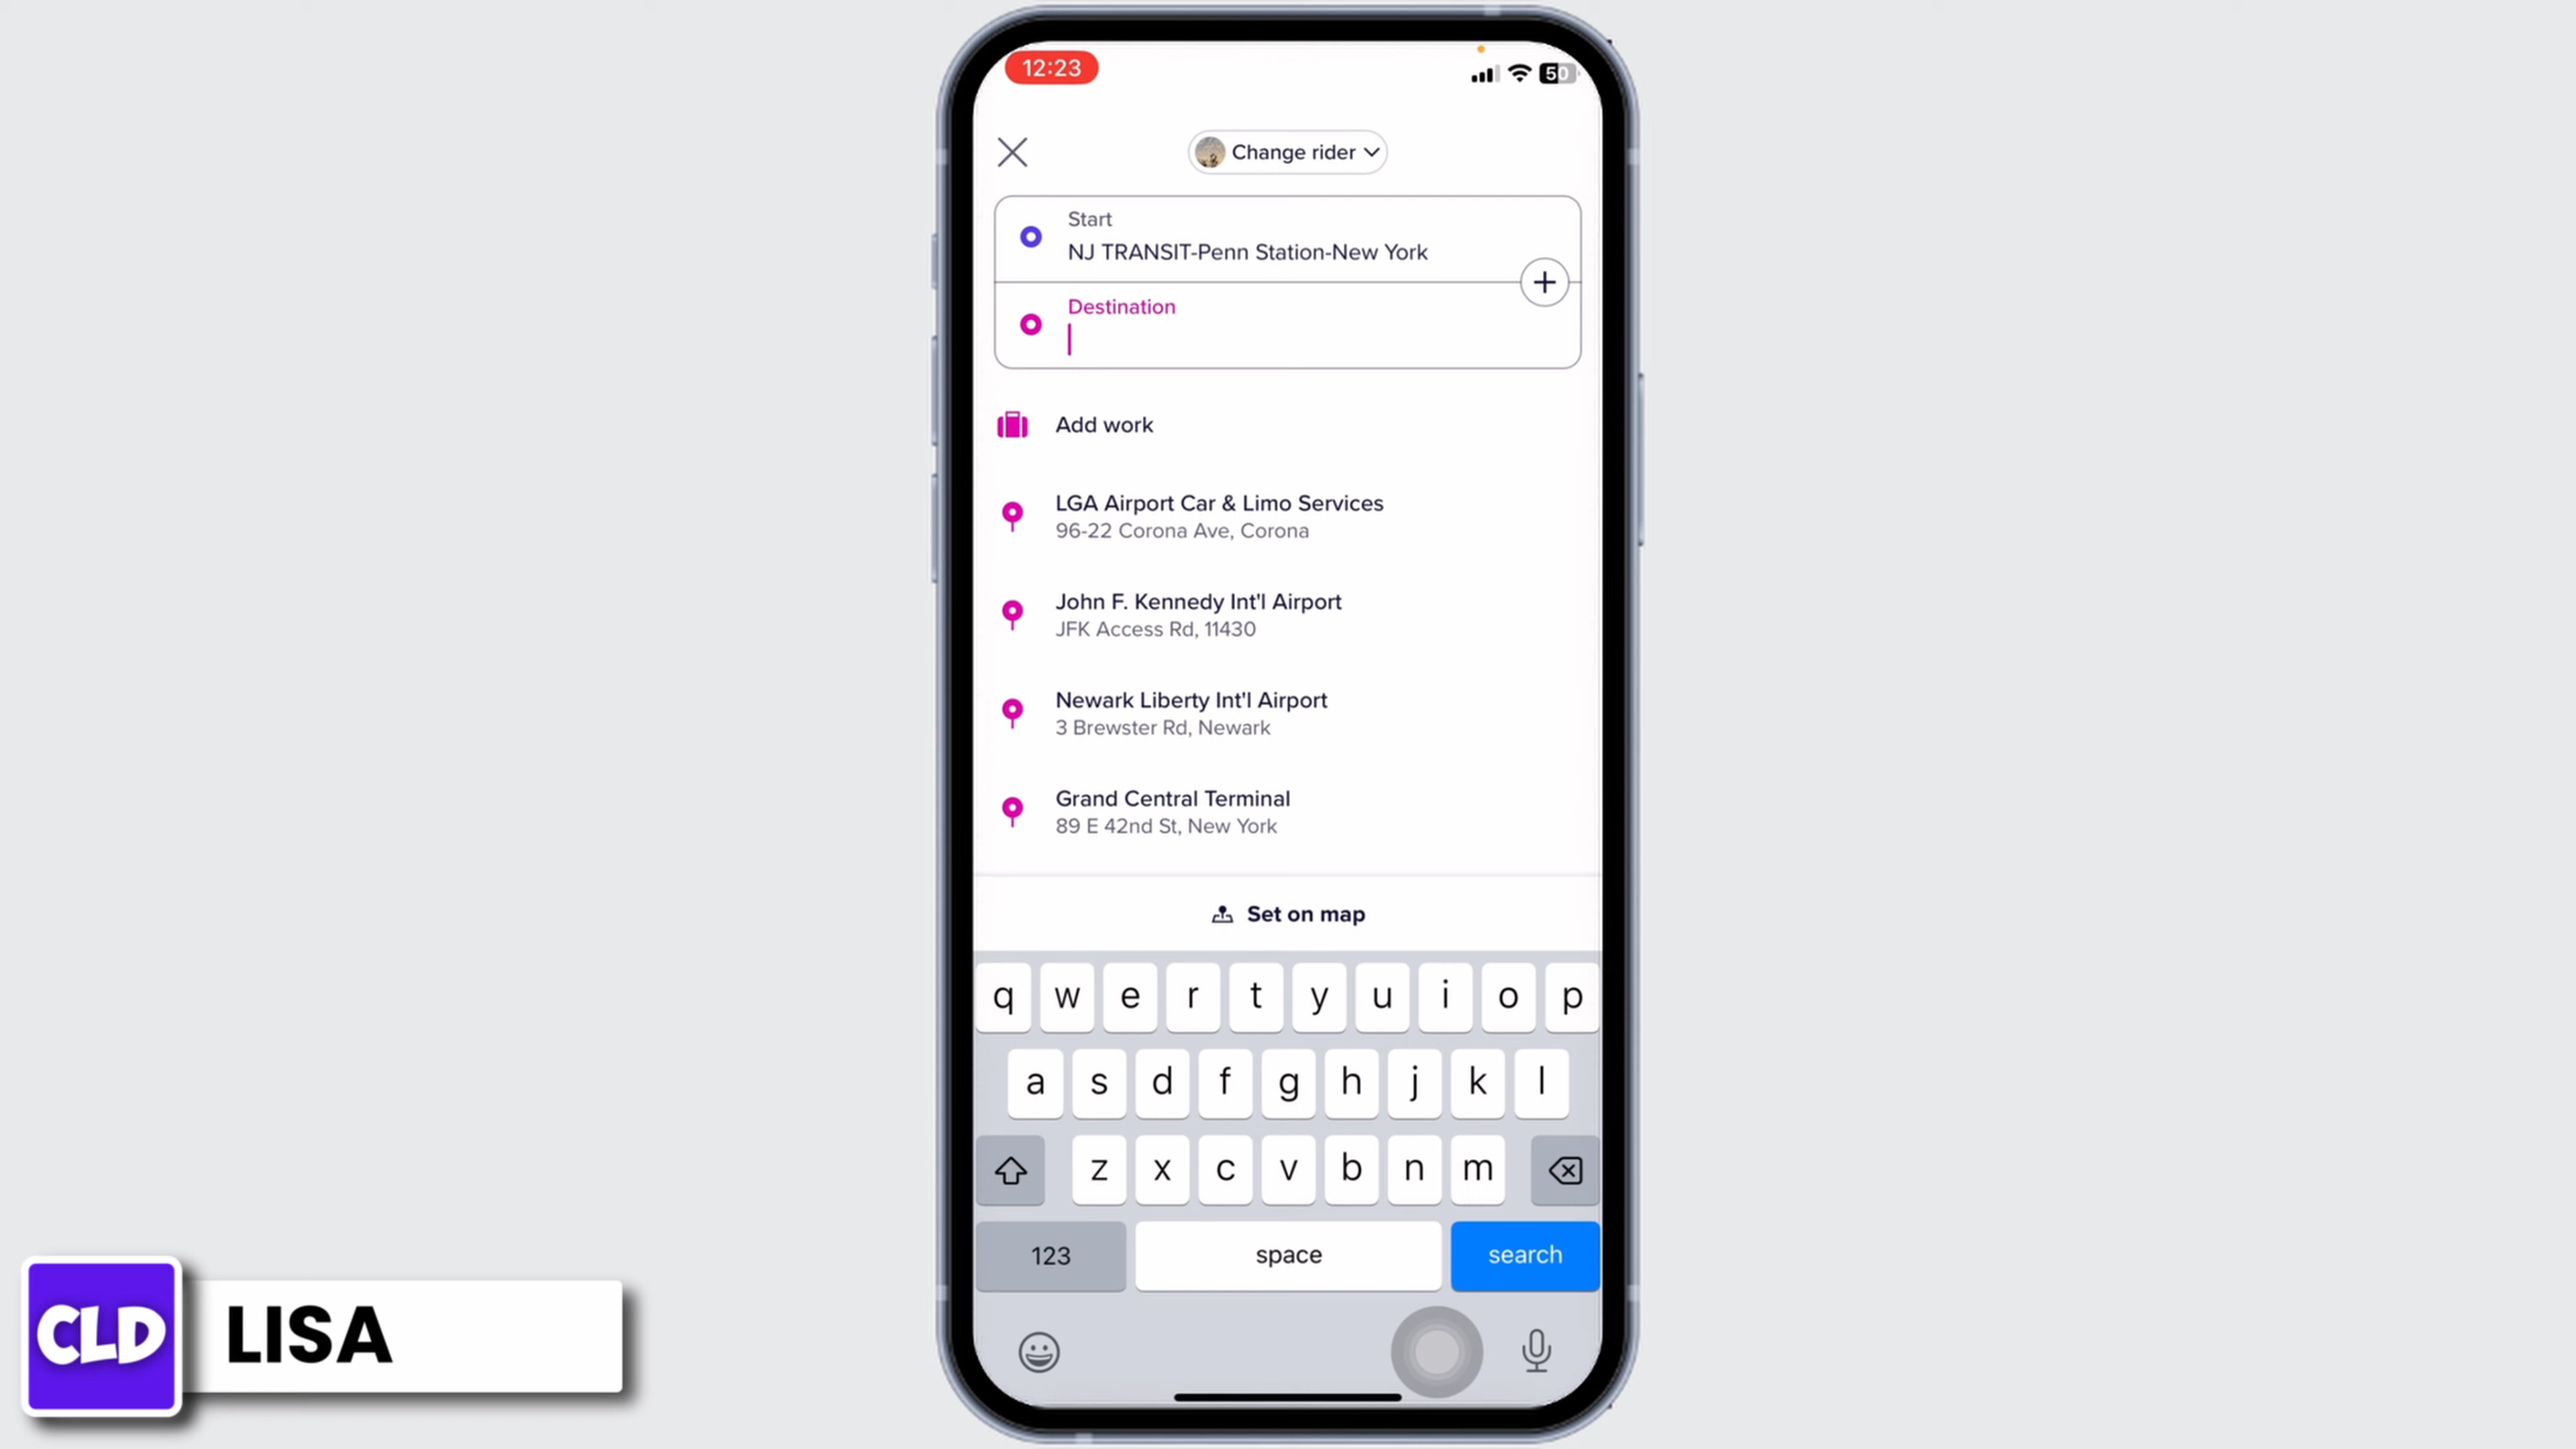 12:23
50
Change rider
Start
NJ TRANSIT-Penn Station-New York
Destination
Add work
LGA Airport Car & Limo Services
96-22 Corona Ave, Corona
John F. Kennedy Int'l Airport
JFK Access Rd, 11430
Newark Liberty Int'l Airport
3 Brewster Rd, Newark
Grand Central Terminal
89 E 42nd St, New York
Set on map
q w e r t y u i o p
a s d f g h j k l
z x c v b n m
123 space search
CLD LISA